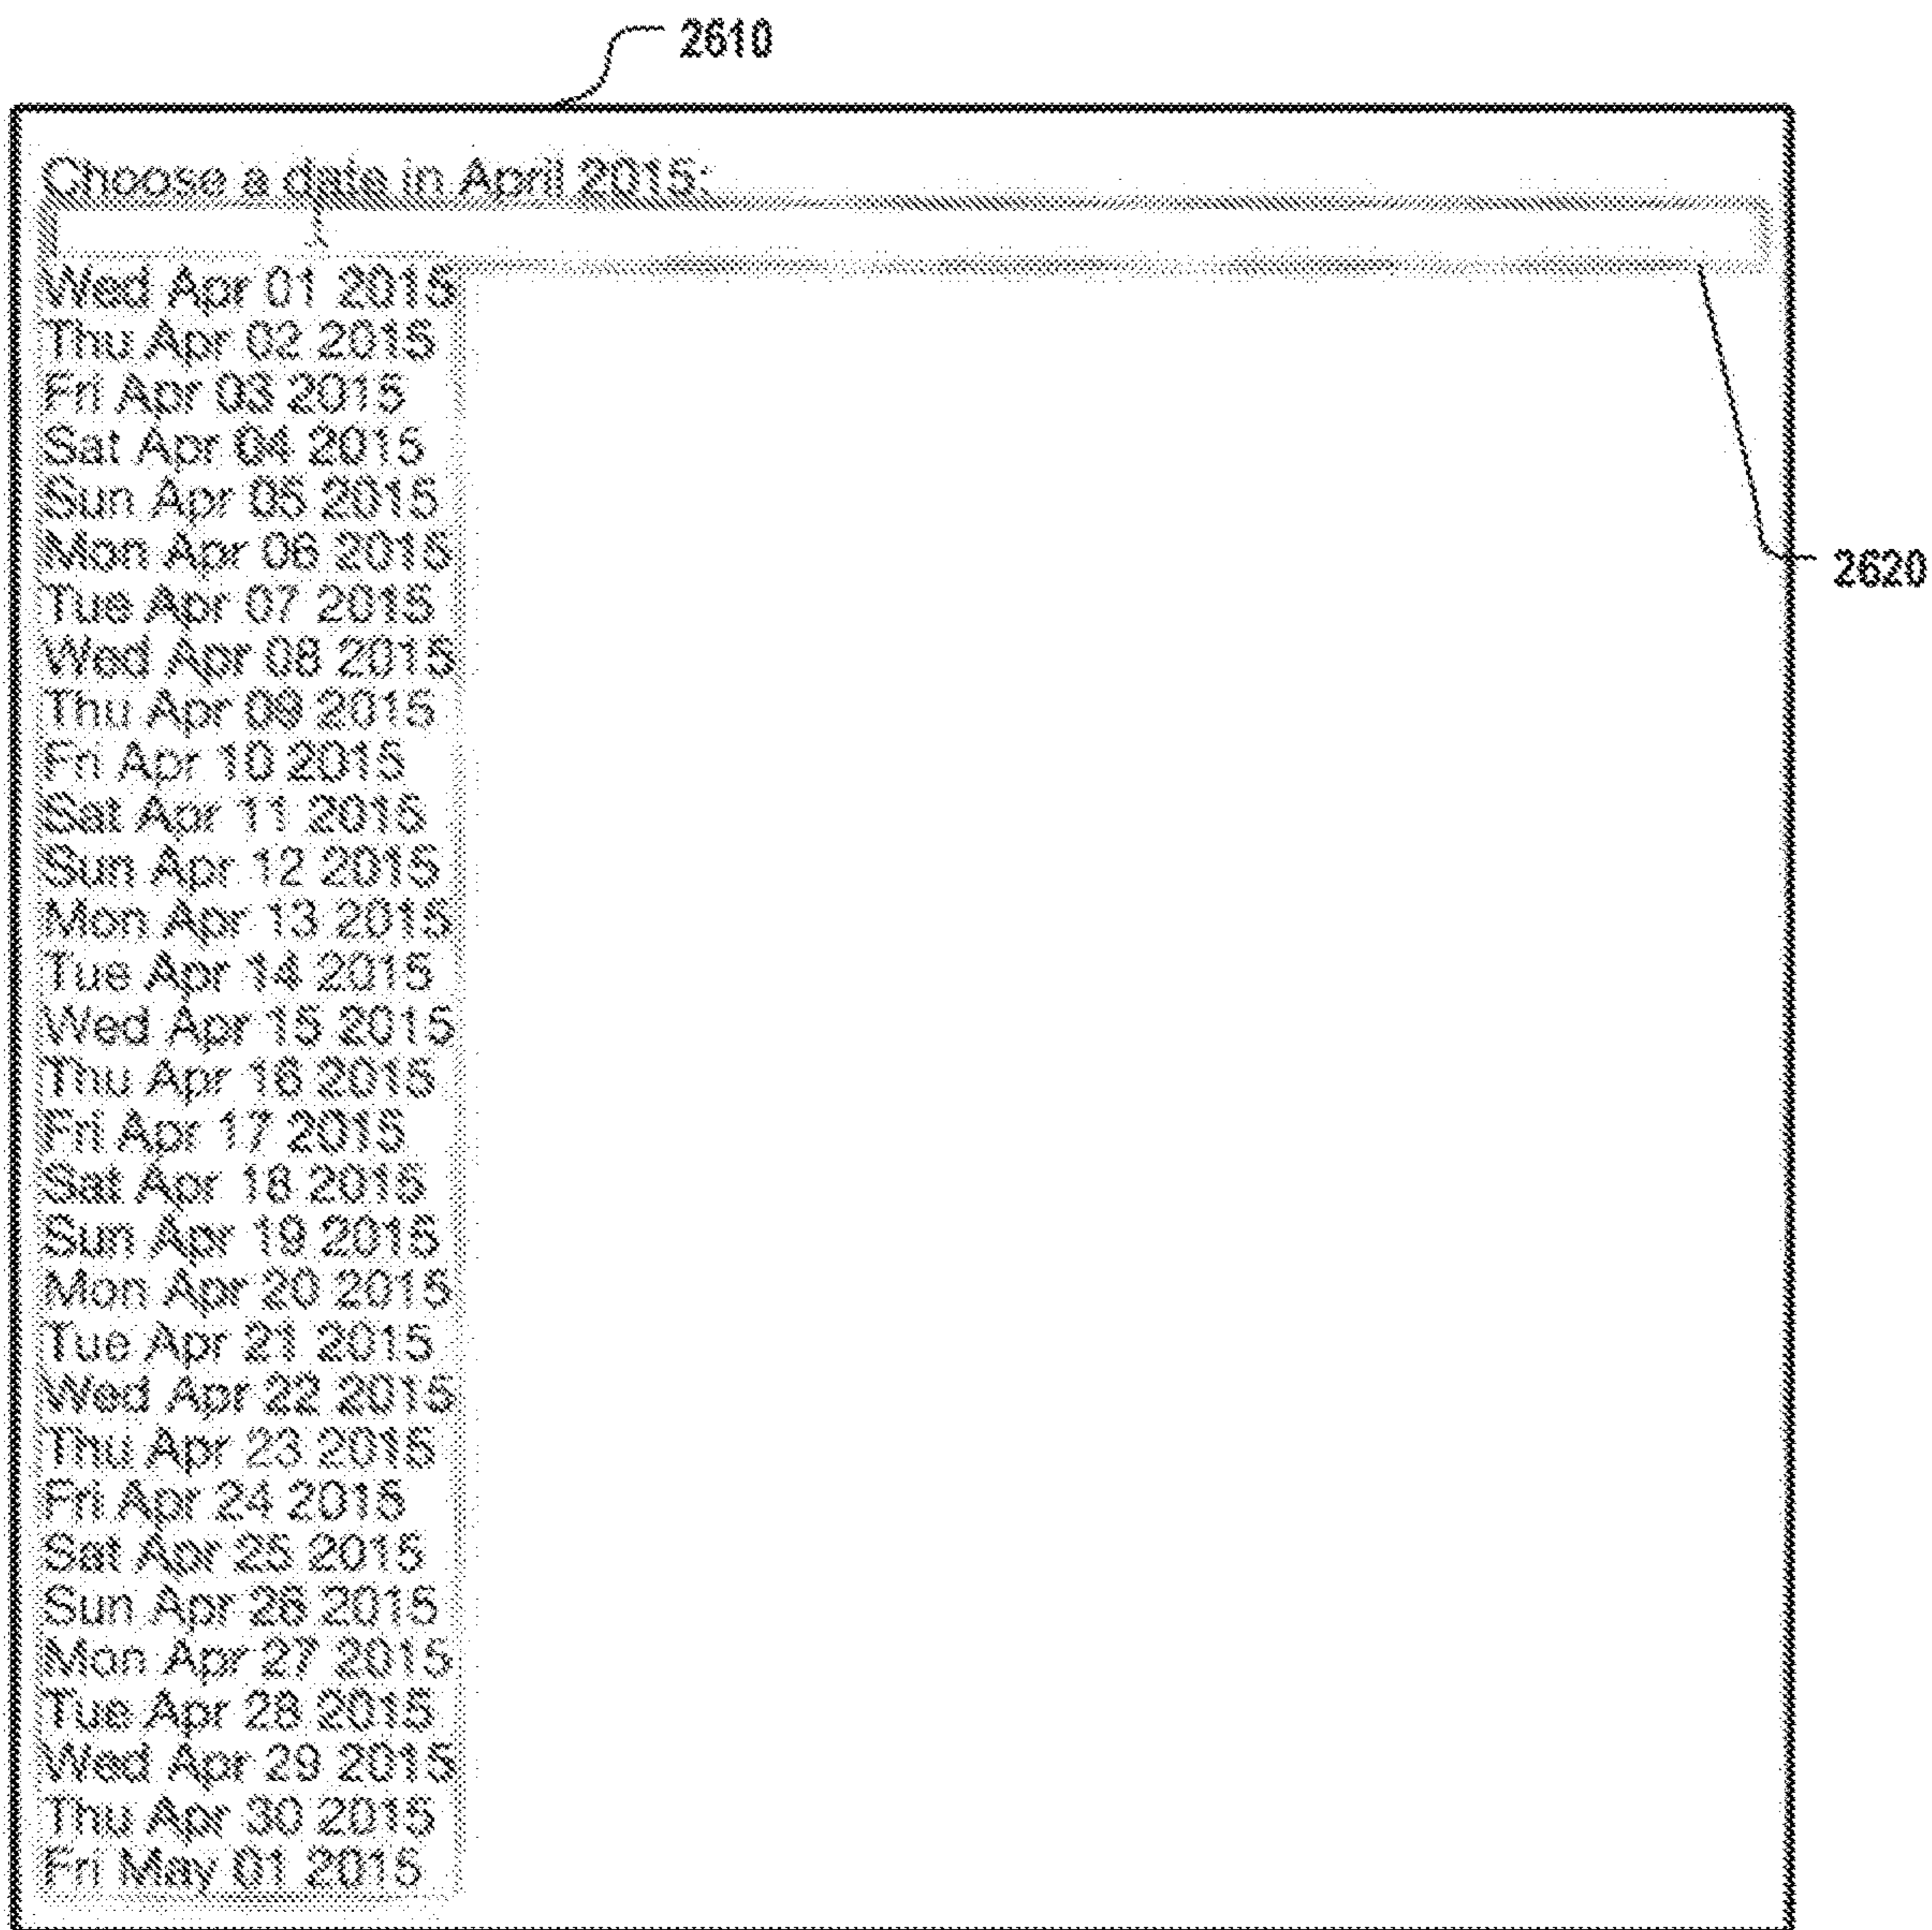 2610
Choose a date in April 2015:
Wed Apr 01 2015
Thu Apr 02 2015
Fri Apr 03 2015
Sat Apr 04 2015
Sun Apr 05 2015
Mon Apr 06 2015
2620
Tue Apr 07 2015
Wed Apr 08 2015
Thu Apr 09 2015
Fri Apr 10 2015
Sat Apr 11 2015
Sun Apr 12 2015
Mon Apr 13 2015
Tue Apr 14 2015
Wed Apr 15 2015
Thu Apr 16 2015
Fri Apr 17 2015
Sat Apr 18 2015
Sun Apr 19 2015
Mon Apr 20 2015
Tue Apr 21 2015
Wed Apr 22 2015
Thu Apr 23 2015
Fri Apr 24 2015
Sat Apr 25 2015
Sun Apr 26 2015
Mon Apr 27 2015
Tue Apr 28 2015
Wed Apr 29 2015
Thu Apr 30 2015
Fri May 01 2015